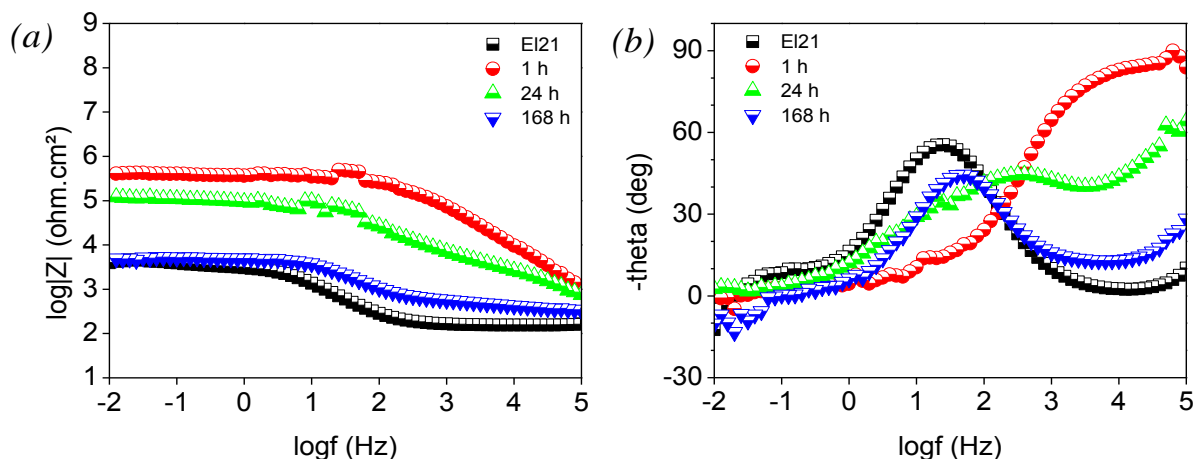 (a)
log|Z| (ohm.cm²)
9
8
7
6
5
4
3
2
1
-2 -1 0 1 2 3 4 5
logf (Hz)
El21
1 h
24 h
168 h
(b)
-theta (deg)
90
60
30
0
-30
-2 -1 0 1 2 3 4 5
logf (Hz)
El21
1 h
24 h
168 h